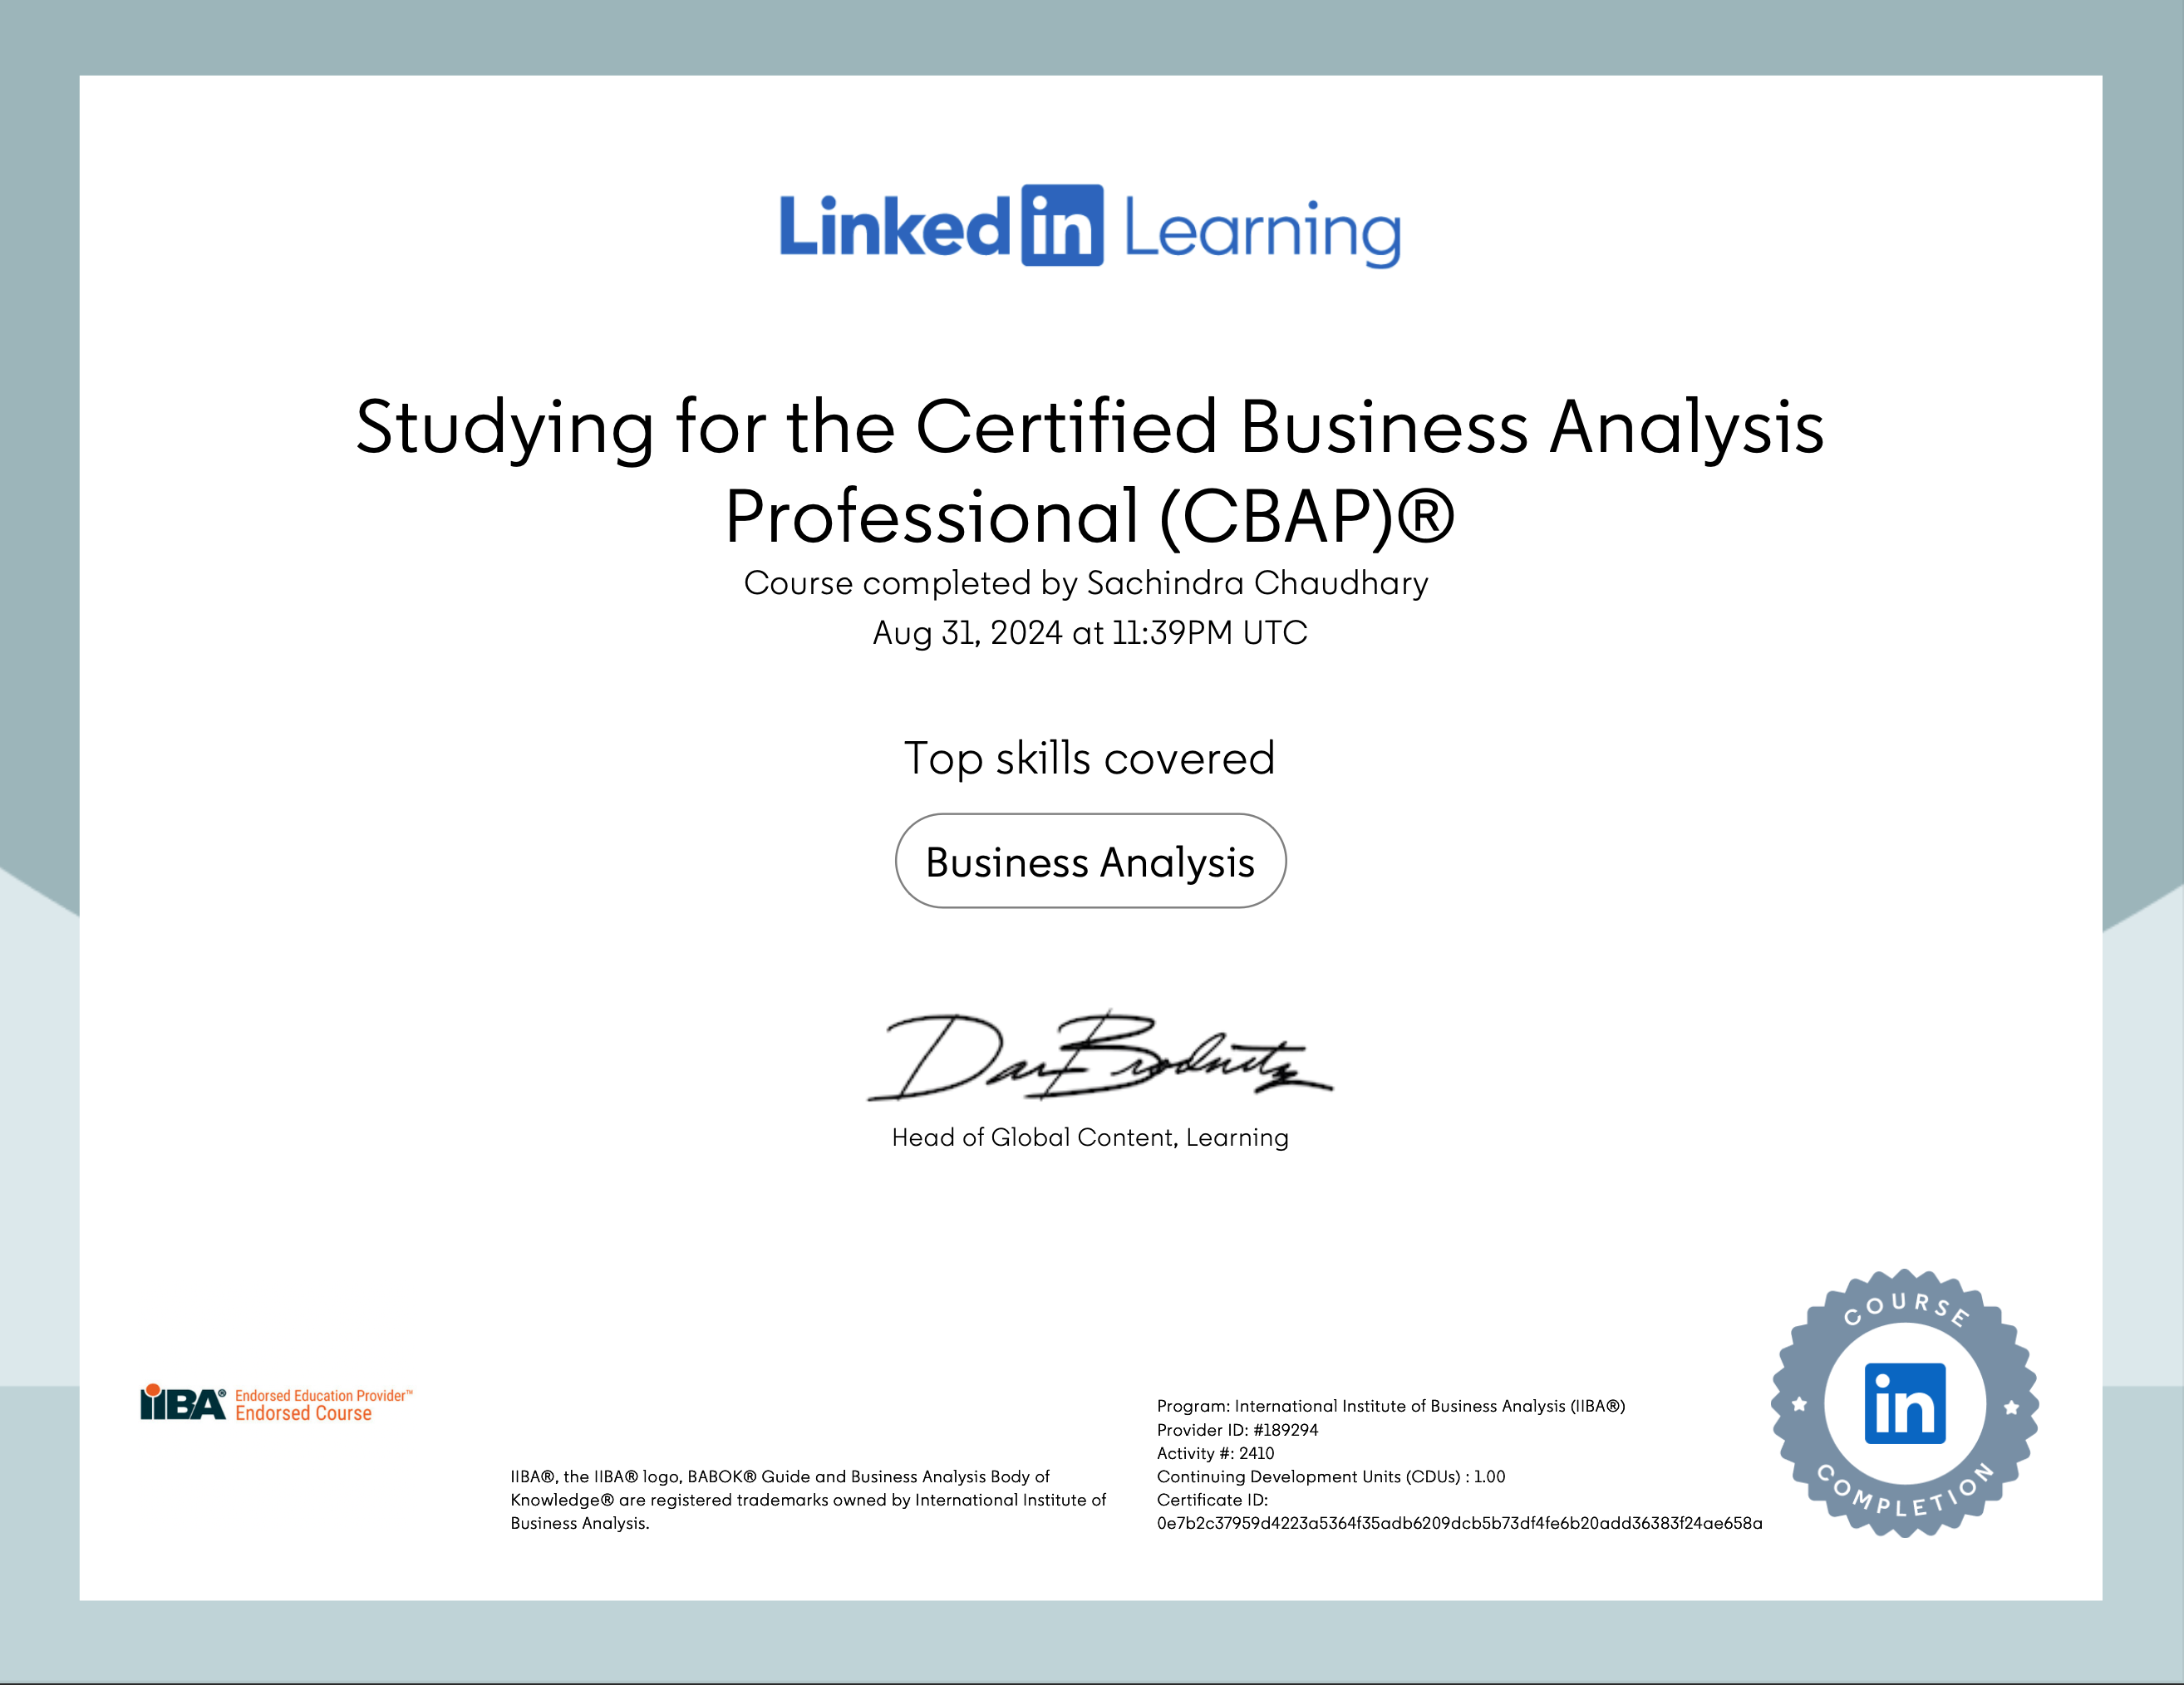 Linked in Learning
Studying for the Certified Business Analysis
Professional (CBAP)®
Course completed by Sachindra Chaudhary
Aug 31, 2024 at 11:39PM UTC
Top skills covered
Business Analysis
Dan Brodnitz
Head of Global Content, Learning
IIBA® Endorsed Education Provider™
Endorsed Course
IIBA®, the IIBA® logo, BABOK® Guide and Business Analysis Body of
Knowledge® are registered trademarks owned by International Institute of
Business Analysis.
Program: International Institute of Business Analysis (IIBA®)
Provider ID: #189294
Activity #: 2410
Continuing Development Units (CDUs) : 1.00
Certificate ID:
0e7b2c37959d4223a5364f35adb6209dcb5b73df4fe6b20add36383f24ae658a
COURSE
in
COMPLETION